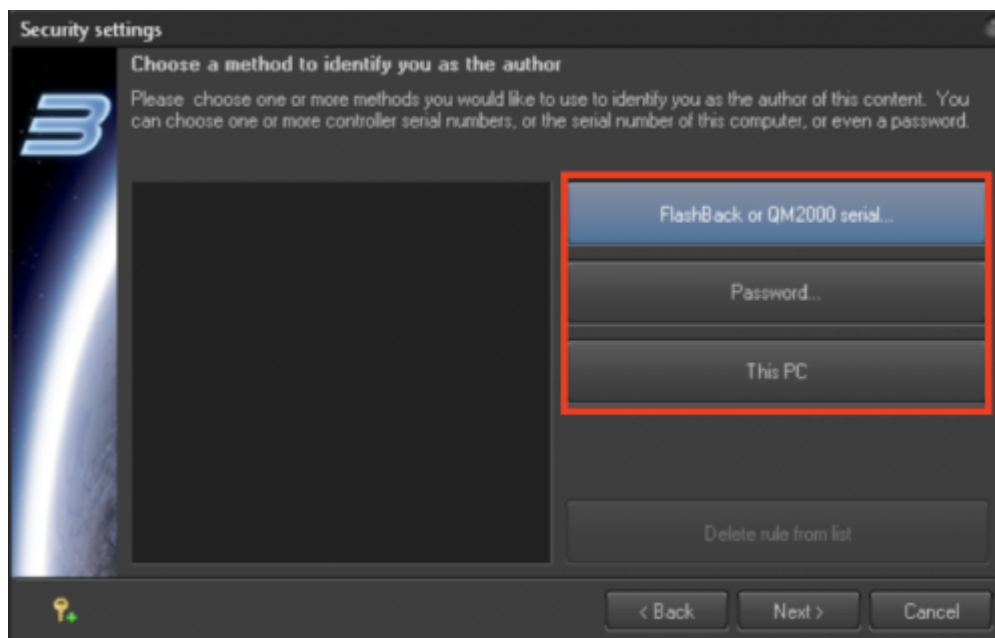 Security settings
Choose a method to identify you as the author
Please choose one or more methods you would like to use to identify you as the author of this content. You
can choose one or more controller serial numbers, or the serial number of this computer, or even a password.
3
FlashBack or QM2000 serial...
Password...
This PC
Delete rule from list
< Back
Next >
Cancel